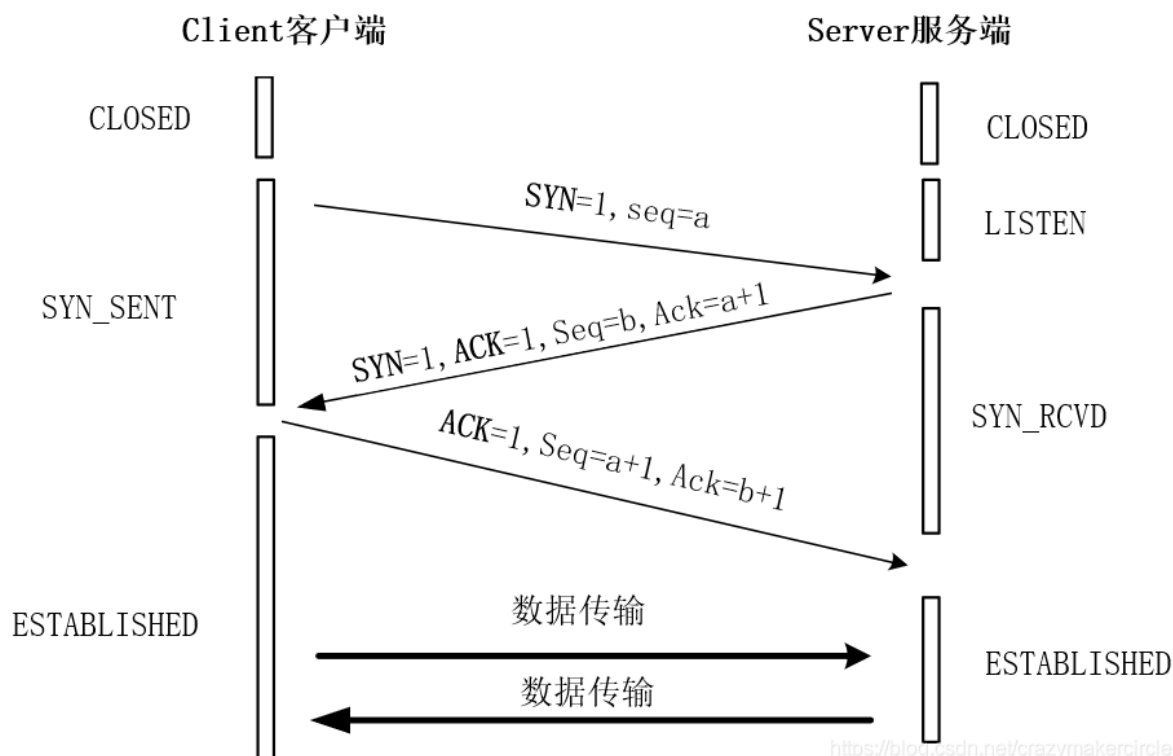 Client客户端
Server服务端
CLOSED
CLOSED
SYN=1,seq=a
LISTEN
SYN_SENT
SYN=1,ACK=1,Seq=b,Ack=a+1
ACK=1,Seq=a+1,Ack=b+1
SYN_RCVD
数据传输
ESTABLISHED
ESTABLISHED
数据传输
https://blog.csdn.net/crazymakercircle